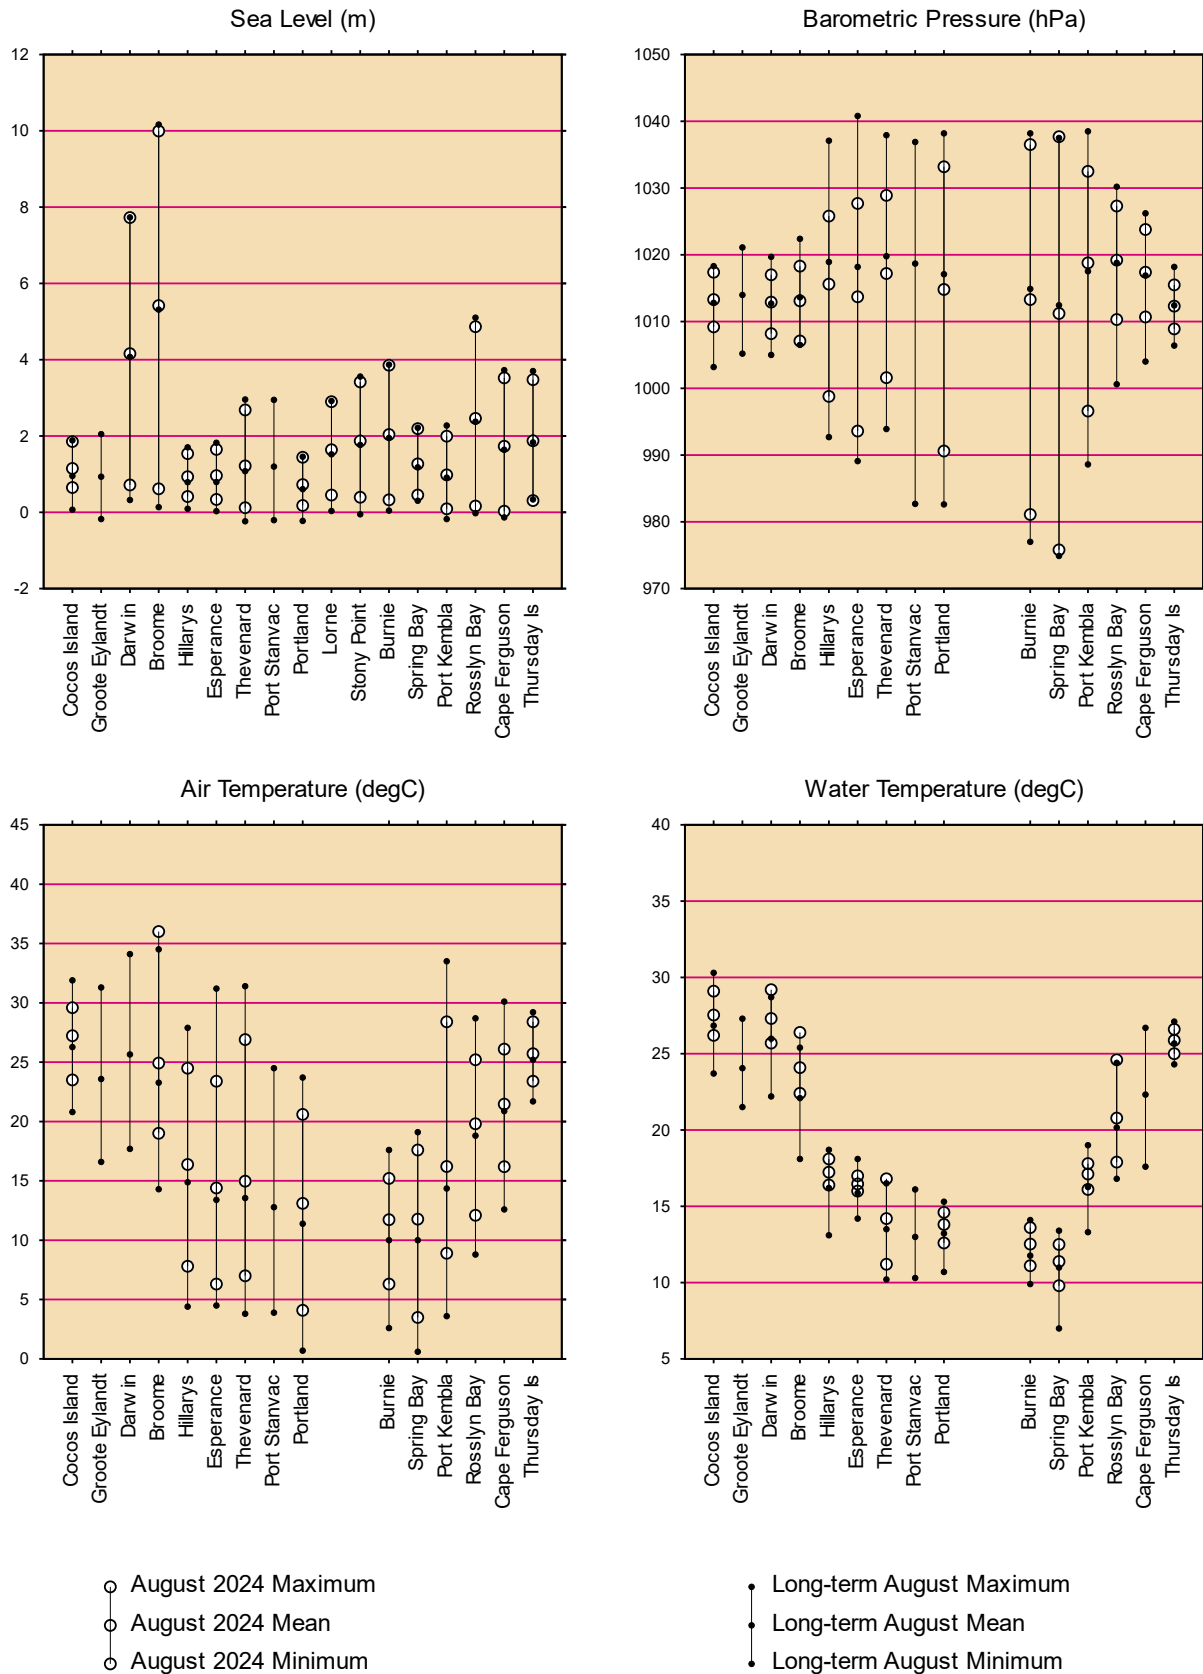 Sea Level (m)
12
10
8
6
4
2
0
-2
Cocos Island
Groote Eylandt
Darwin
Broome
Hillarys
Esperance
Thevenard
Port Stanvac
Portland
Lorne
Stony Point
Burnie
Spring Bay
Port Kembla
Rosslyn Bay
Cape Ferguson
Thursday Is
Barometric Pressure (hPa)
1050
1040
1030
1020
1010
1000
990
980
970
Cocos Island
Groote Eylandt
Darwin
Broome
Hillarys
Esperance
Thevenard
Port Stanvac
Portland
Burnie
Spring Bay
Port Kembla
Rosslyn Bay
Cape Ferguson
Thursday Is
Air Temperature (degC)
45
40
35
30
25
20
15
10
5
0
Cocos Island
Groote Eylandt
Darwin
Broome
Hillarys
Esperance
Thevenard
Port Stanvac
Portland
Burnie
Spring Bay
Port Kembla
Rosslyn Bay
Cape Ferguson
Thursday Is
Water Temperature (degC)
40
35
30
25
20
15
10
5
Cocos Island
Groote Eylandt
Darwin
Broome
Hillarys
Esperance
Thevenard
Port Stanvac
Portland
Burnie
Spring Bay
Port Kembla
Rosslyn Bay
Cape Ferguson
Thursday Is
August 2024 Maximum
August 2024 Mean
August 2024 Minimum
Long-term August Maximum
Long-term August Mean
Long-term August Minimum